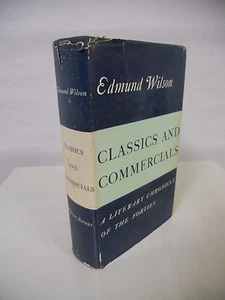 Edmund Wilson
CLASSICS AND
COMMERCIALS
A LITERARY CHRONICLE
OF THE FORTIES
Edmund Wilson
CLASSICS
AND
COMMERCIALS